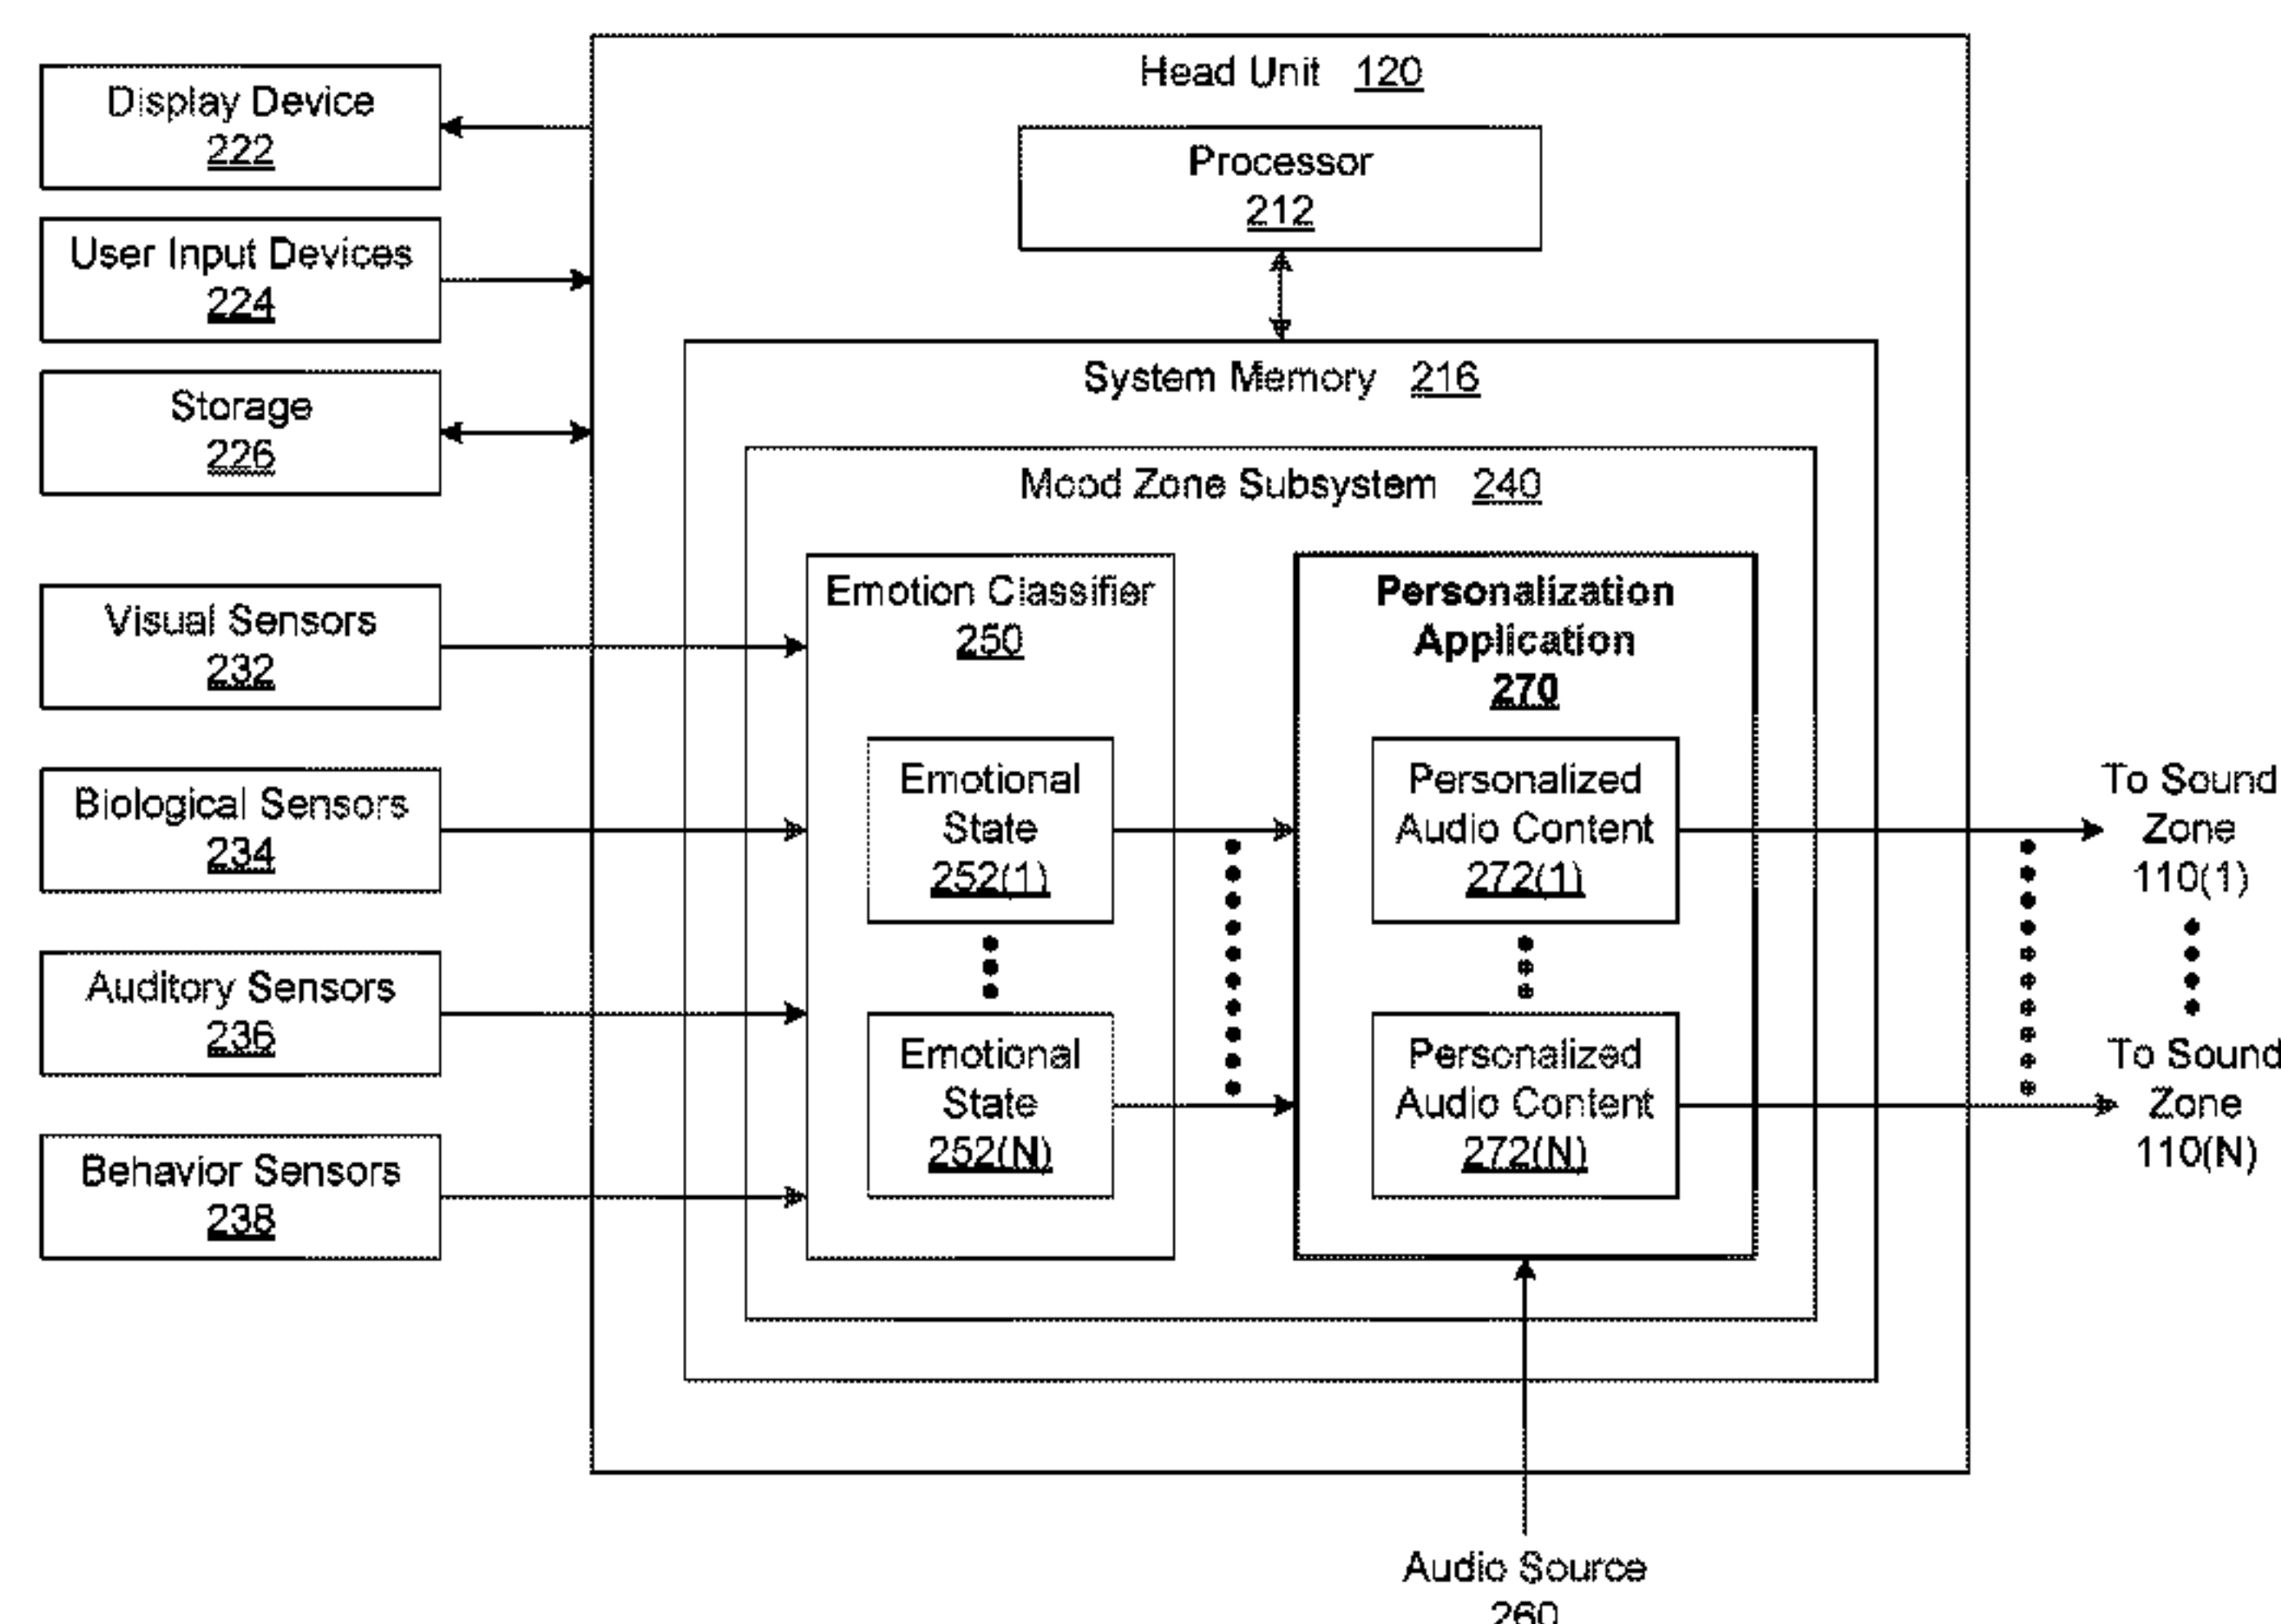 Head Unit 120
Display Device
222
Processor
212
User Input Devices
224
System Memory 216
Storage
226
Mood Zone Subsystem 240
Emotion Classifier
250
Personalization
Application
270
Visual Sensors
232
Emotional
State
252(1)
Personalized
Audio Content
272(1)
To Sound
Zone
110(1)
Biological Sensors
234
Auditory Sensors
236
Emotional
State
252(N)
Personalized
Audio Content
272(N)
To Sound
Zone
110(N)
Behavior Sensors
238
Audio Source
260